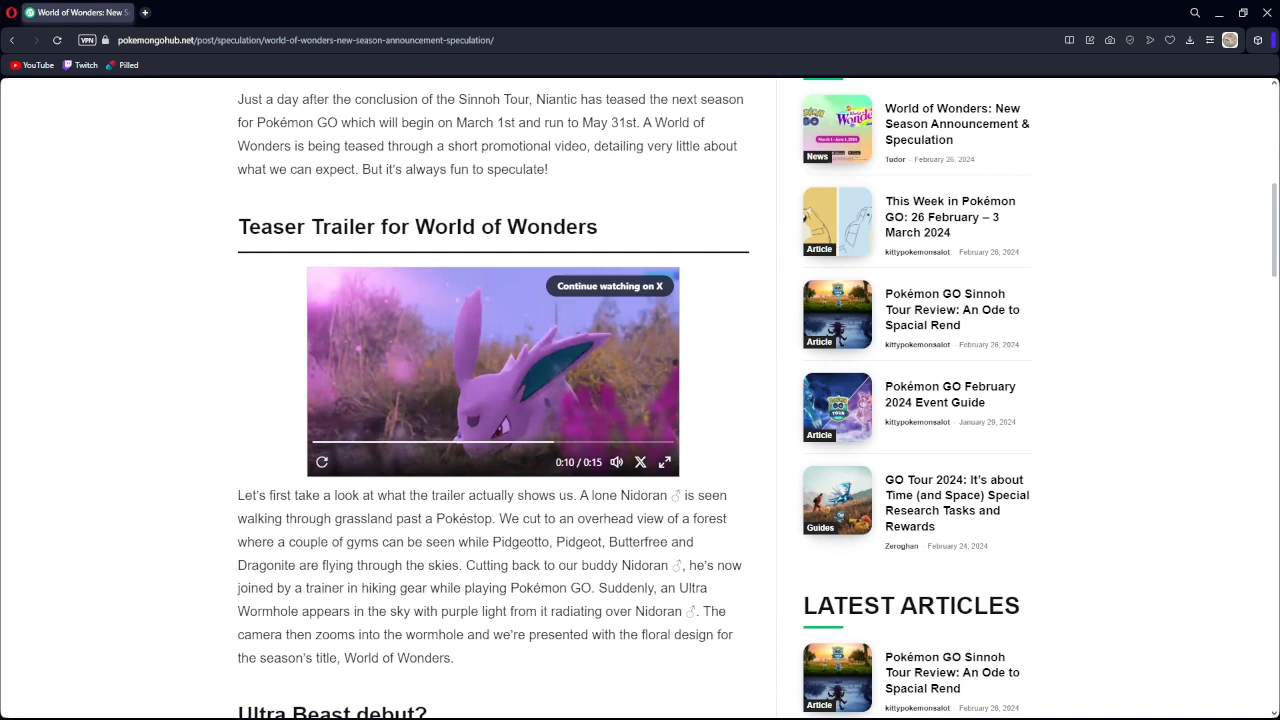 World of Wonders: New S
VPN
pokemongohub.net/post/speculation/world-of-wonders-new-season-announcement-speculation/
YouTube
Twitch
Pilled
Just a day after the conclusion of the Sinnoh Tour, Niantic has teased the next season
for Pokémon GO which will begin on March 1st and run to May 31st. A World of
Wonders is being teased through a short promotional video, detailing very little about
what we can expect. But it's always fun to speculate!
Teaser Trailer for World of Wonders
Continue watching on X
0:10 / 0:15
Let's first take a look at what the trailer actually shows us. A lone Nidoran ♂ is seen
walking through grassland past a Pokéstop. We cut to an overhead view of a forest
where a couple of gyms can be seen while Pidgeotto, Pidgeot, Butterfree and
Dragonite are flying through the skies. Cutting back to our buddy Nidoran ♂, he's now
joined by a trainer in hiking gear while playing Pokémon GO. Suddenly, an Ultra
Wormhole appears in the sky with purple light from it radiating over Nidoran ♂. The
camera then zooms into the wormhole and we're presented with the floral design for
the season's title, World of Wonders.
Ultra Beast debut?
News
World of Wonders: New
Season Announcement &
Speculation
Tudor - February 26, 2024
Article
This Week in Pokémon
GO: 26 February – 3
March 2024
kittypokemonsalot - February 26, 2024
Article
Pokémon GO Sinnoh
Tour Review: An Ode to
Spacial Rend
kittypokemonsalot - February 26, 2024
Article
Pokémon GO February
2024 Event Guide
kittypokemonsalot - January 29, 2024
Guides
GO Tour 2024: It's about
Time (and Space) Special
Research Tasks and
Rewards
Zeroghan - February 24, 2024
LATEST ARTICLES
Article
Pokémon GO Sinnoh
Tour Review: An Ode to
Spacial Rend
kittypokemonsalot - February 26, 2024